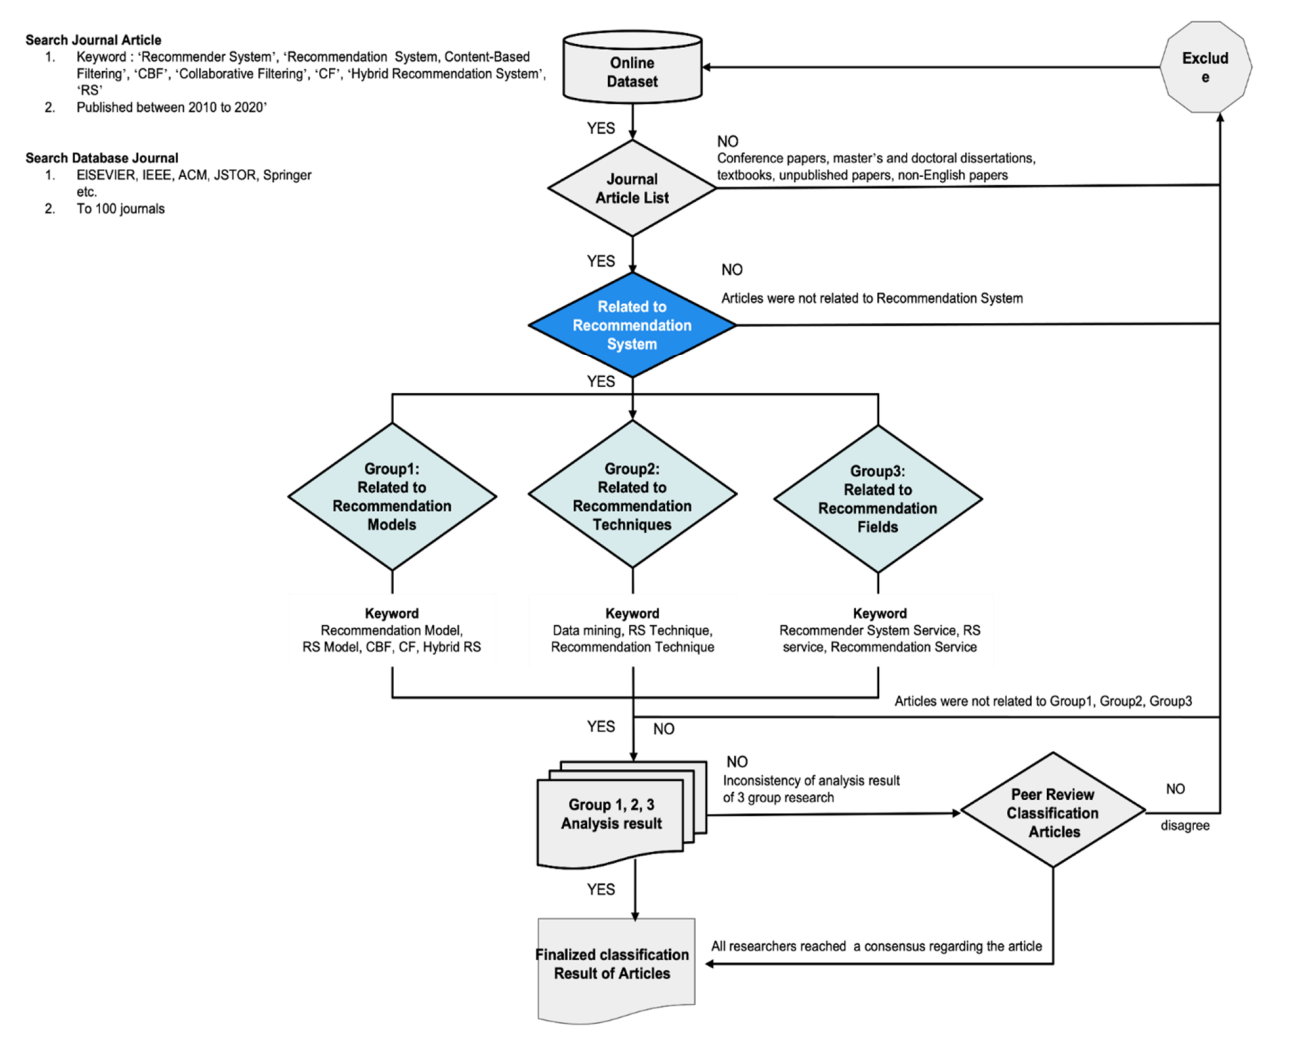 Search Journal Article
1. Keyword : ‘Recommender System’, ‘Recommendation System, Content-Based
Filtering’, ‘CBF’, ‘Collaborative Filtering’, ‘CF’, ‘Hybrid Recommendation System’,
‘RS’
2. Published between 2010 to 2020’
Search Database Journal
1. ElSEVIER, IEEE, ACM, JSTOR, Springer
etc.
2. To 100 journals
Online
Dataset
Exclud
e
YES
Journal
Article List
NO
Conference papers, master’s and doctoral dissertations,
textbooks, unpublished papers, non-English papers
YES
Related to
Recommendation
System
NO
Articles were not related to Recommendation System
YES
Group1:
Related to
Recommendation
Models
Group2:
Related to
Recommendation
Techniques
Group3:
Related to
Recommendation
Fields
Keyword
Recommendation Model,
RS Model, CBF, CF, Hybrid RS
Keyword
Data mining, RS Technique,
Recommendation Technique
Keyword
Recommender System Service, RS
service, Recommendation Service
Articles were not related to Group1, Group2, Group3
YES
NO
Group 1, 2, 3
Analysis result
NO
Inconsistency of analysis result
of 3 group research
Peer Review
Classification
Articles
NO
disagree
YES
Finalized classification
Result of Articles
All researchers reached a consensus regarding the article